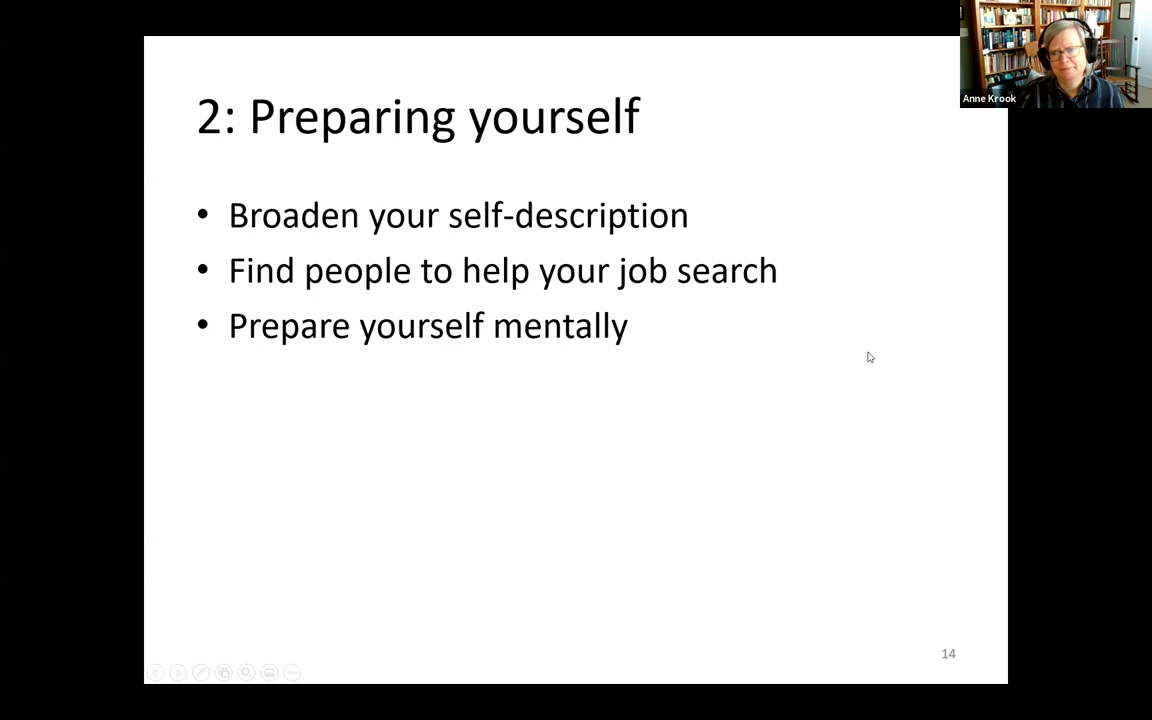 Anne Krook
2: Preparing yourself
• Broaden your self-description
• Find people to help your job search
• Prepare yourself mentally
14